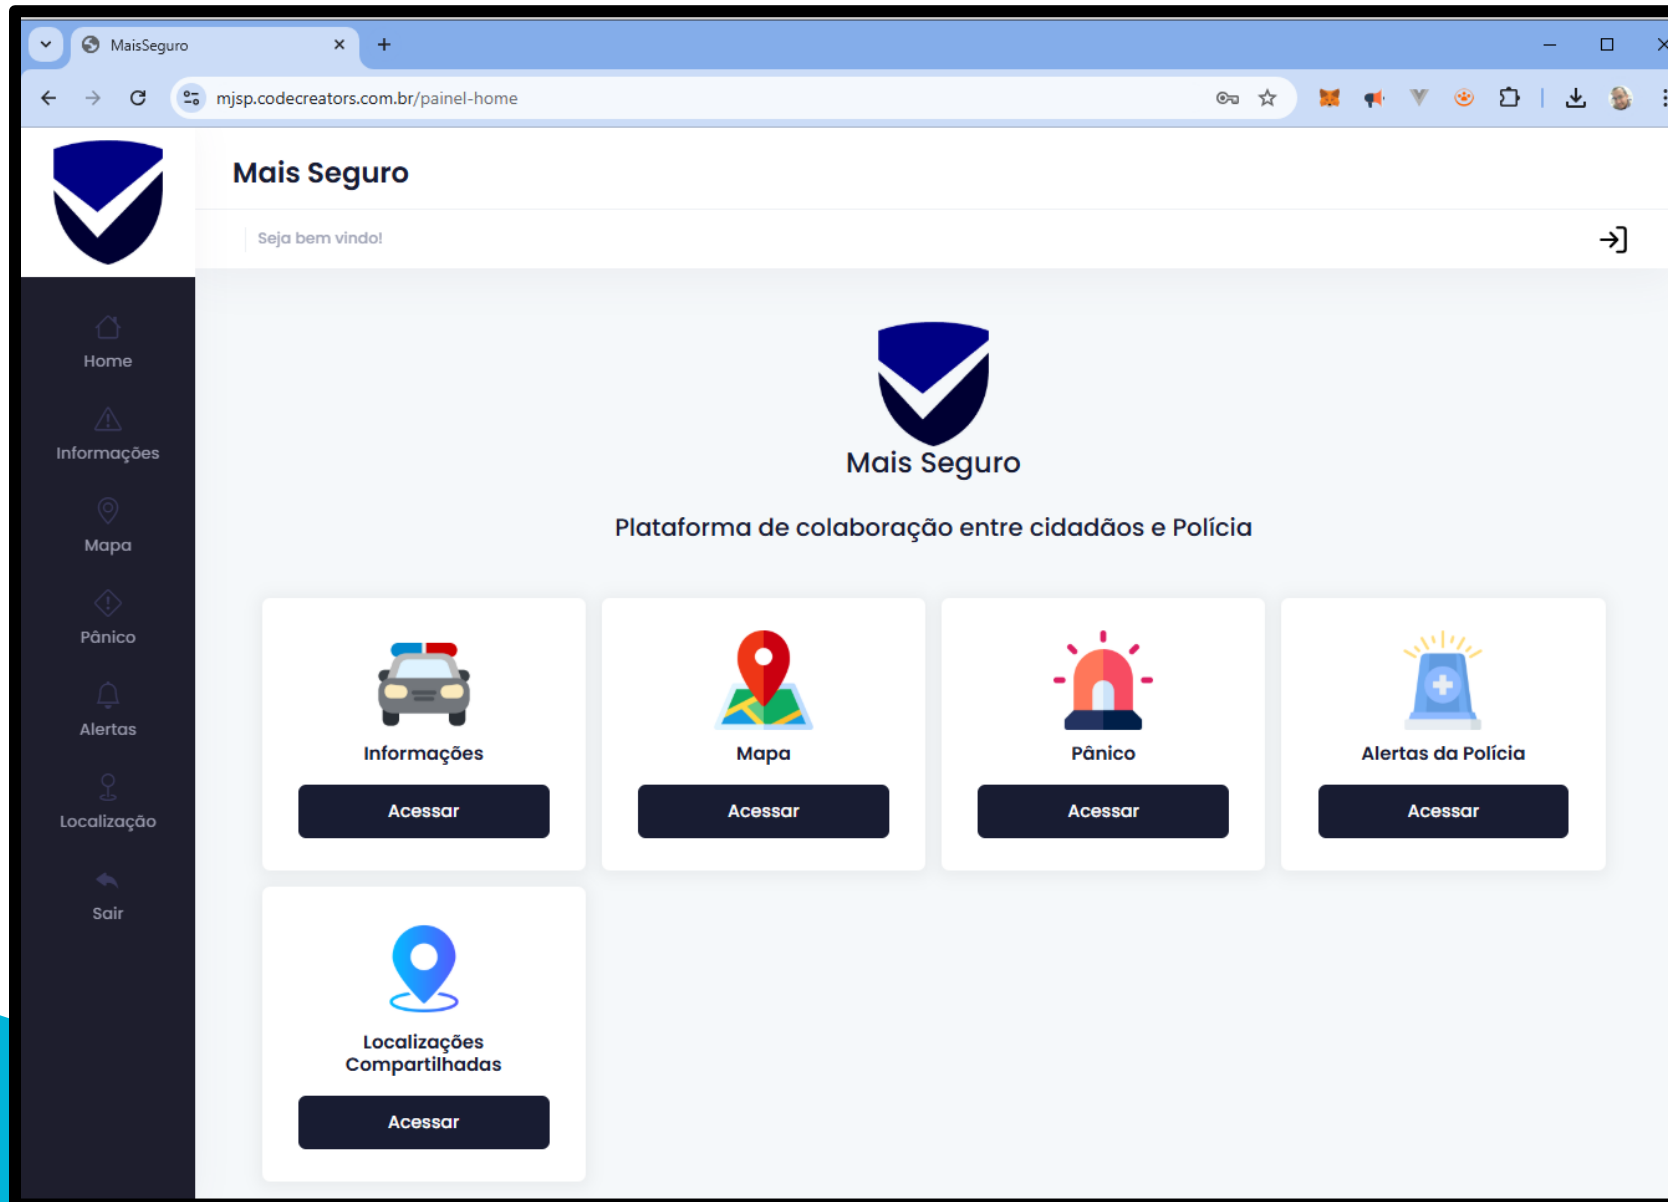 MaisSeguro
mjsp.codecreators.com.br/painel-home
Mais Seguro
Seja bem vindo!
Home
Informações
Mapa
Pânico
Alertas
Localização
Sair
Mais Seguro
Plataforma de colaboração entre cidadãos e Polícia
Informações
Acessar
Mapa
Acessar
Pânico
Acessar
Alertas da Polícia
Acessar
Localizações
Compartilhadas
Acessar